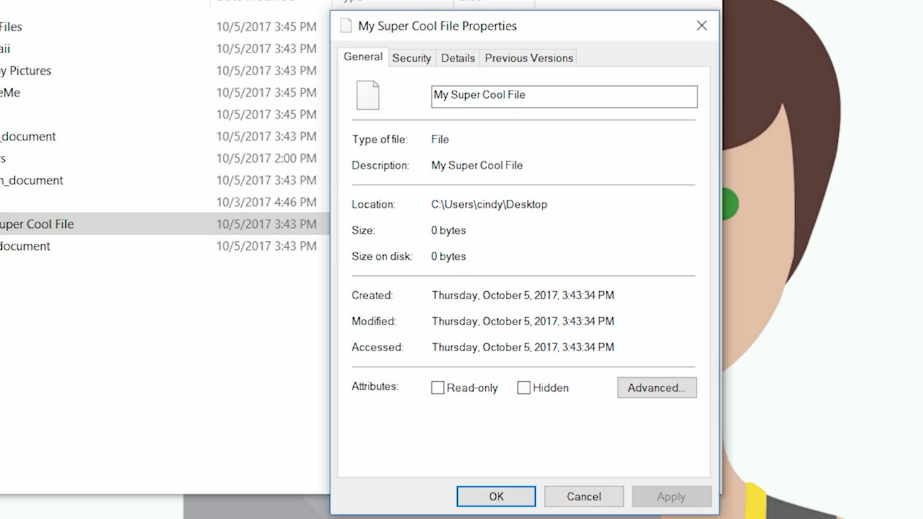 My Super Cool File Properties
General Security Details Previous Versions
My Super Cool File
Type of file: File
Description: My Super Cool File
Location: C:\Users\cindy\Desktop
Size: 0 bytes
Size on disk: 0 bytes
Created: Thursday, October 5, 2017, 3:43:34 PM
Modified: Thursday, October 5, 2017, 3:43:34 PM
Accessed: Thursday, October 5, 2017, 3:43:34 PM
Attributes: Read-only Hidden Advanced...
OK Cancel Apply
Files 10/5/2017 3:45 PM
10/5/2017 3:43 PM
Pictures 10/5/2017 3:43 PM
10/5/2017 3:43 PM
10/5/2017 3:45 PM
_document 10/5/2017 3:43 PM
10/5/2017 2:00 PM
_document 10/5/2017 3:43 PM
10/3/2017 4:46 PM
uper Cool File 10/5/2017 3:43 PM
document 10/5/2017 3:43 PM